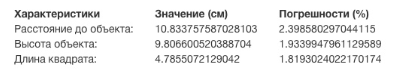 Характеристики Значение (см) Погрешности (%)
Расстояние до объекта: 10.833757587028103 2.398580297044115
Высота объекта: 9.806600520388704 1.9339947961129589
Длина квадрата: 4.7855072129042 1.8193024022170174